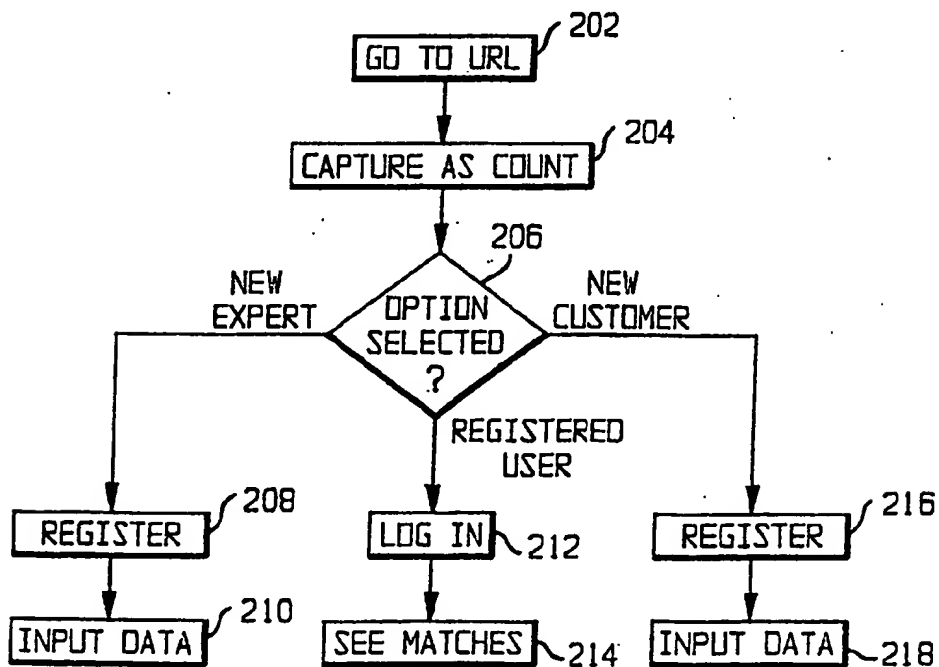 202
GO TO URL
204
CAPTURE AS COUNT
206
NEW
EXPERT
OPTION
SELECTED
?
NEW
CUSTOMER
REGISTERED
USER
208
REGISTER
LOG IN
212
216
REGISTER
210
INPUT DATA
SEE MATCHES
214
INPUT DATA
218